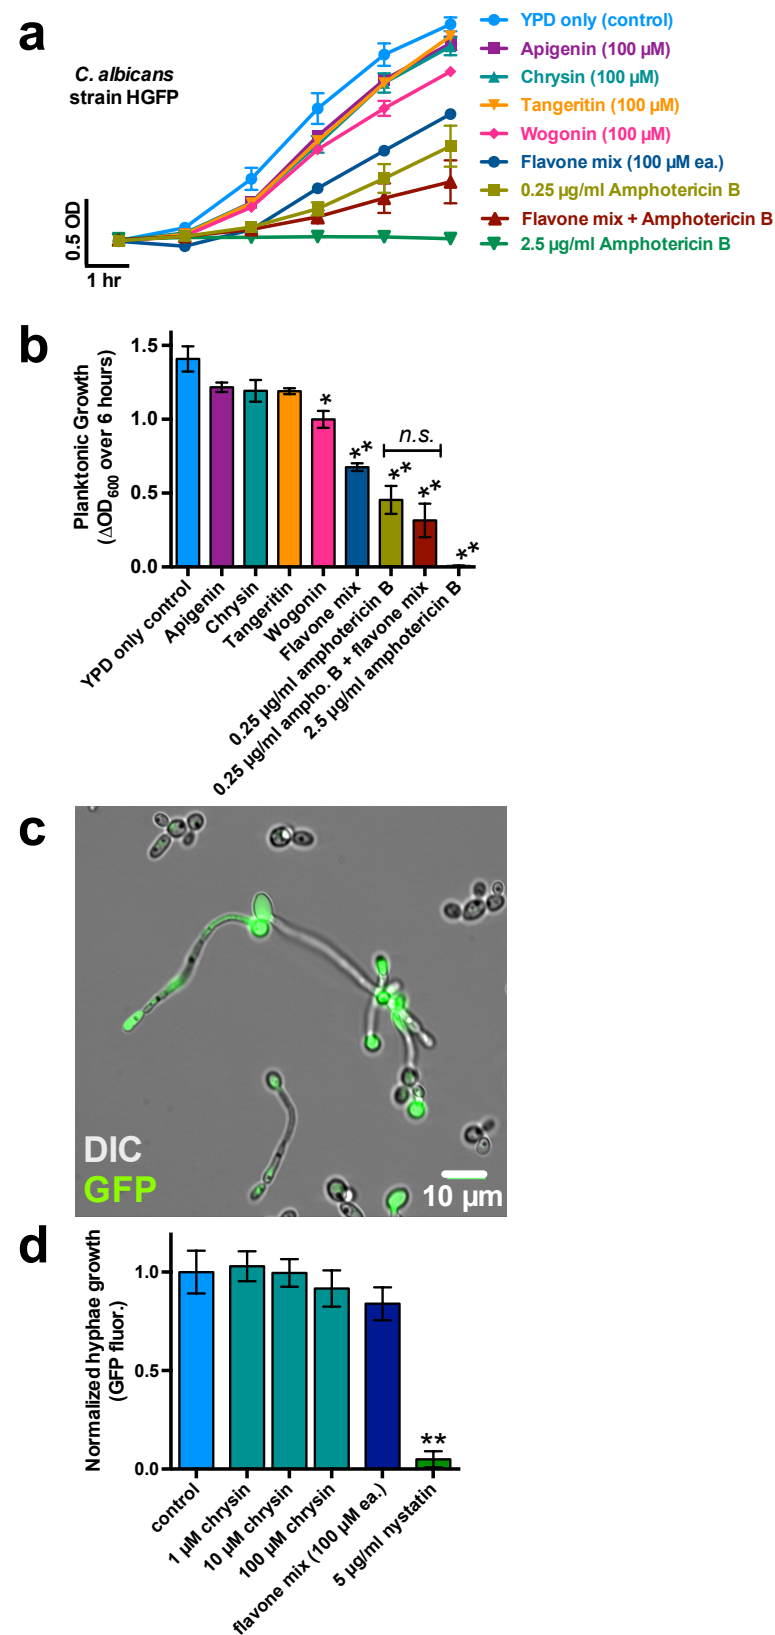 a
C. albicans
strain HGFP
YPD only (control)
Apigenin (100 µM)
Chrysin (100 µM)
Tangeritin (100 µM)
Wogonin (100 µM)
Flavone mix (100 µM ea.)
0.25 µg/ml Amphotericin B
Flavone mix + Amphotericin B
2.5 µg/ml Amphotericin B
0.5 OD
1 hr
b
Planktonic Growth
(ΔOD600 over 6 hours)
1.5
1.0
0.5
0.0
*
**
n.s.
**
**
**
YPD only control
Apigenin
Chrysin
Tangeritin
Wogonin
Flavone mix
0.25 µg/ml amphotericin B
0.25 µg/ml ampho. B + flavone mix
2.5 µg/ml amphotericin B
c
DIC
GFP
10 µm
d
Normalized hyphae growth
(GFP fluor.)
1.0
0.5
0.0
**
control
1 µM chrysin
10 µM chrysin
100 µM chrysin
flavone mix (100 µM ea.)
5 µg/ml nystatin